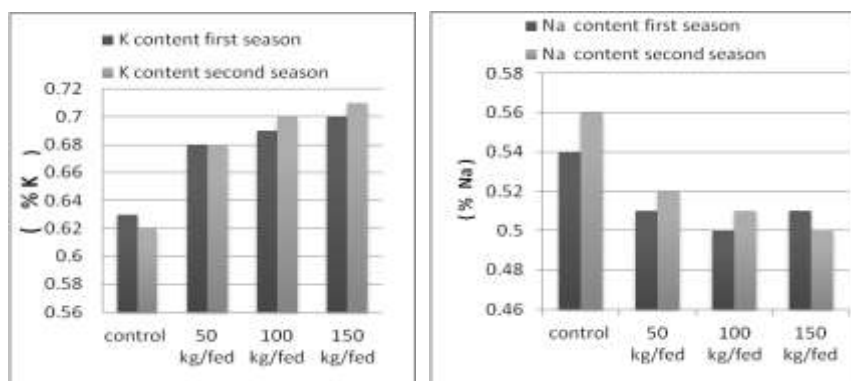 K content first season
K content second season
0.72
0.7
0.68
0.66
0.64
0.62
0.6
0.58
0.56
( %K )
control
50
kg/fed
100
kg/fed
150
kg/fed
Na content first season
Na content second season
0.58
0.56
0.54
0.52
0.5
0.48
0.46
(% Na)
control
50
kg/fed
100
kg/fed
150
kg/fed